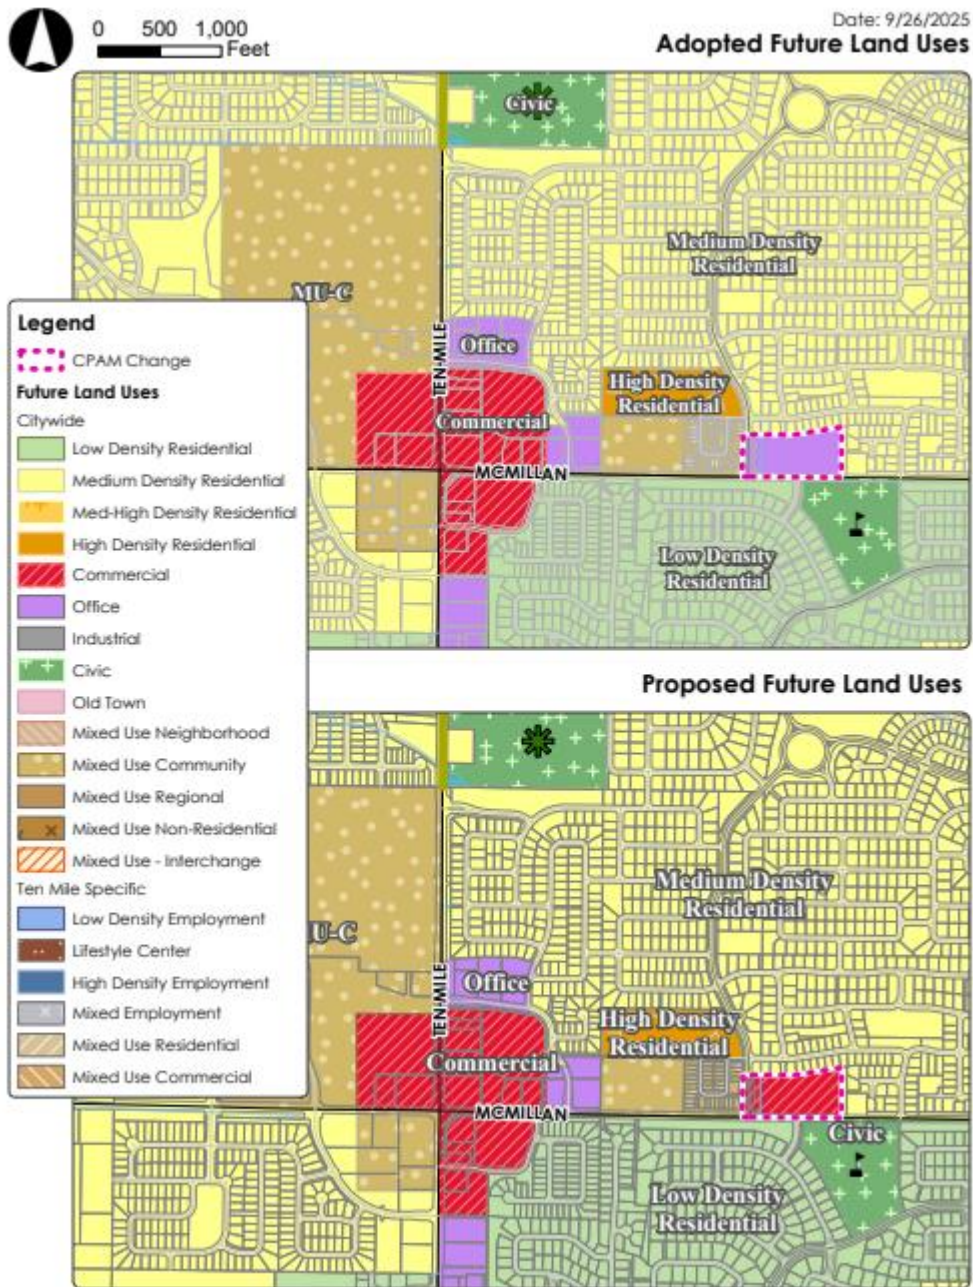 0 500 1,000
Feet
Date: 9/26/2025
Adopted Future Land Uses
Civic
Medium Density
Residential
MU-C
TEN-MILE
Office
High Density
Residential
Commercial
MCMILLAN
Low Density
Residential
Legend
CPAM Change
Future Land Uses
Citywide
Low Density Residential
Medium Density Residential
Med-High Density Residential
High Density Residential
Commercial
Office
Industrial
Civic
Old Town
Mixed Use Neighborhood
Mixed Use Community
Mixed Use Regional
Mixed Use Non-Residential
Mixed Use - Interchange
Ten Mile Specific
Low Density Employment
Lifestyle Center
High Density Employment
Mixed Employment
Mixed Use Residential
Mixed Use Commercial
Proposed Future Land Uses
Medium Density
Residential
U-C
TEN-MILE
Office
High Density
Residential
Commercial
MCMILLAN
Civic
Low Density
Residential